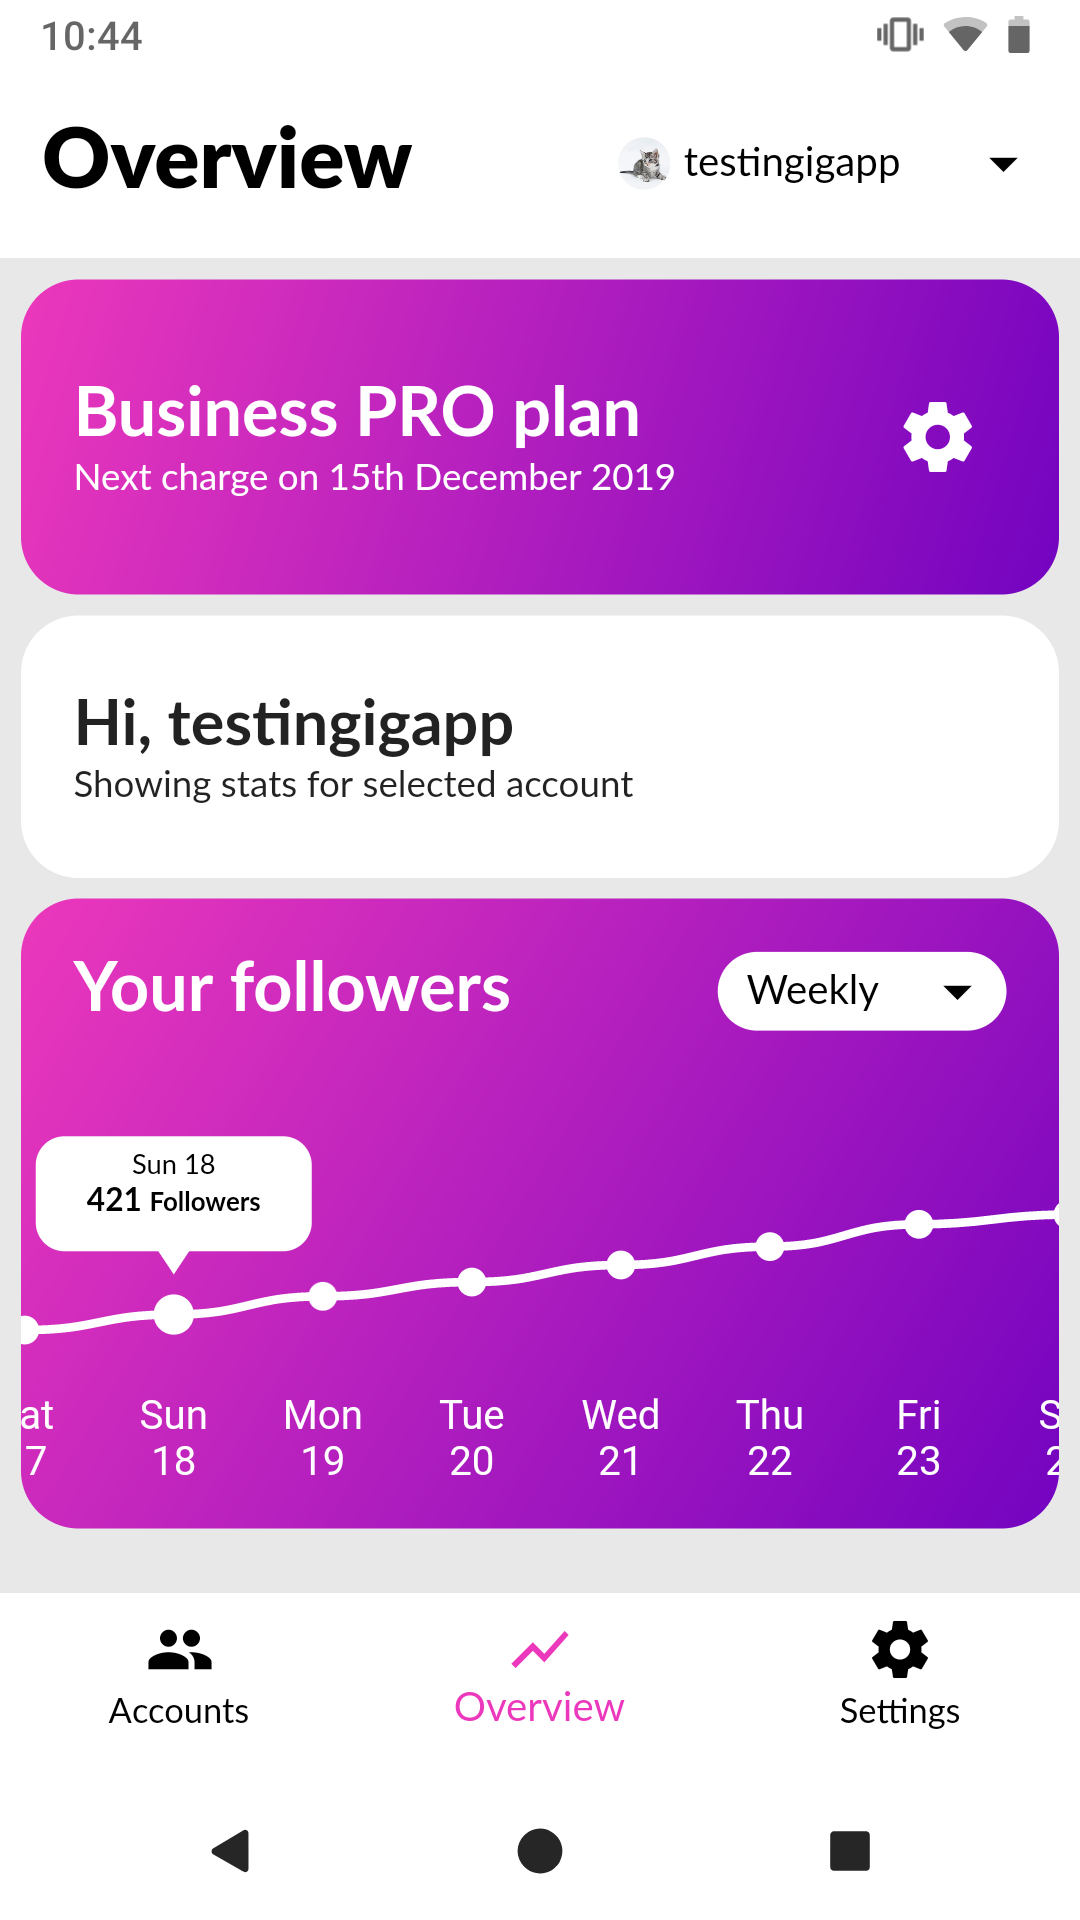 10:44
Overview
testingigapp
Business PRO plan
Next charge on 15th December 2019
Hi, testingigapp
Showing stats for selected account
Your followers
Weekly
Sun 18
421 Followers
at Sun Mon Tue Wed Thu Fri S
7 18 19 20 21 22 23 2
Accounts
Overview
Settings